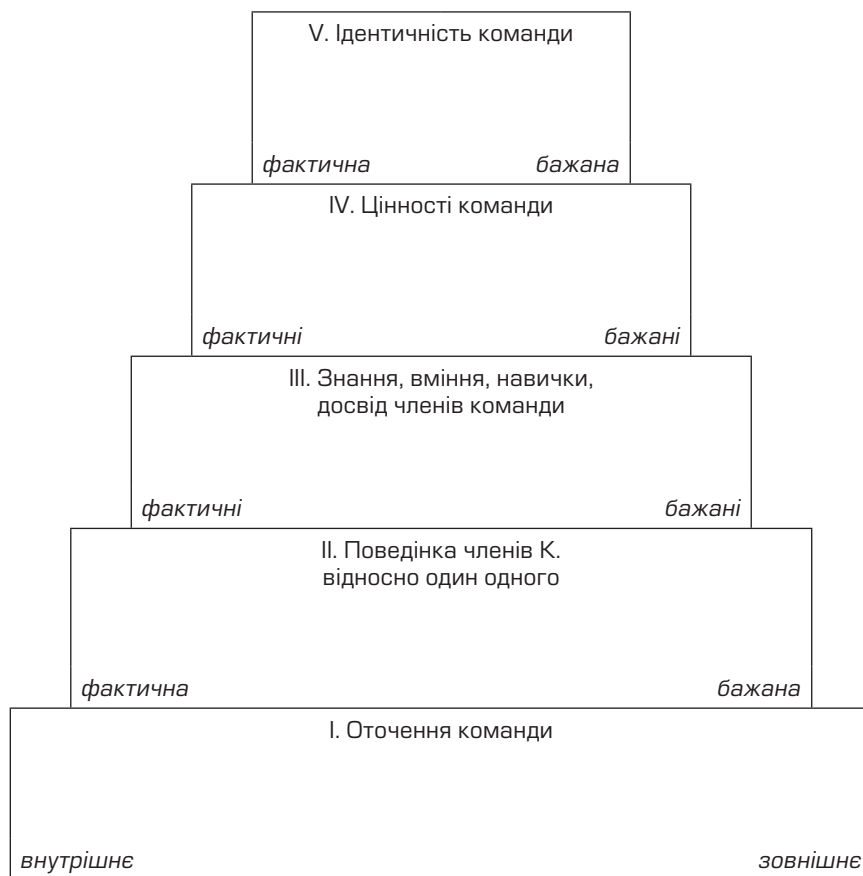 V. Ідентичність команди
фактична бажана
IV. Цінності команди
фактичні бажані
III. Знання, вміння, навички,
досвід членів команди
фактичні бажані
II. Поведінка членів К.
відносно один одного
фактична бажана
I. Оточення команди
внутрішнє зовнішнє